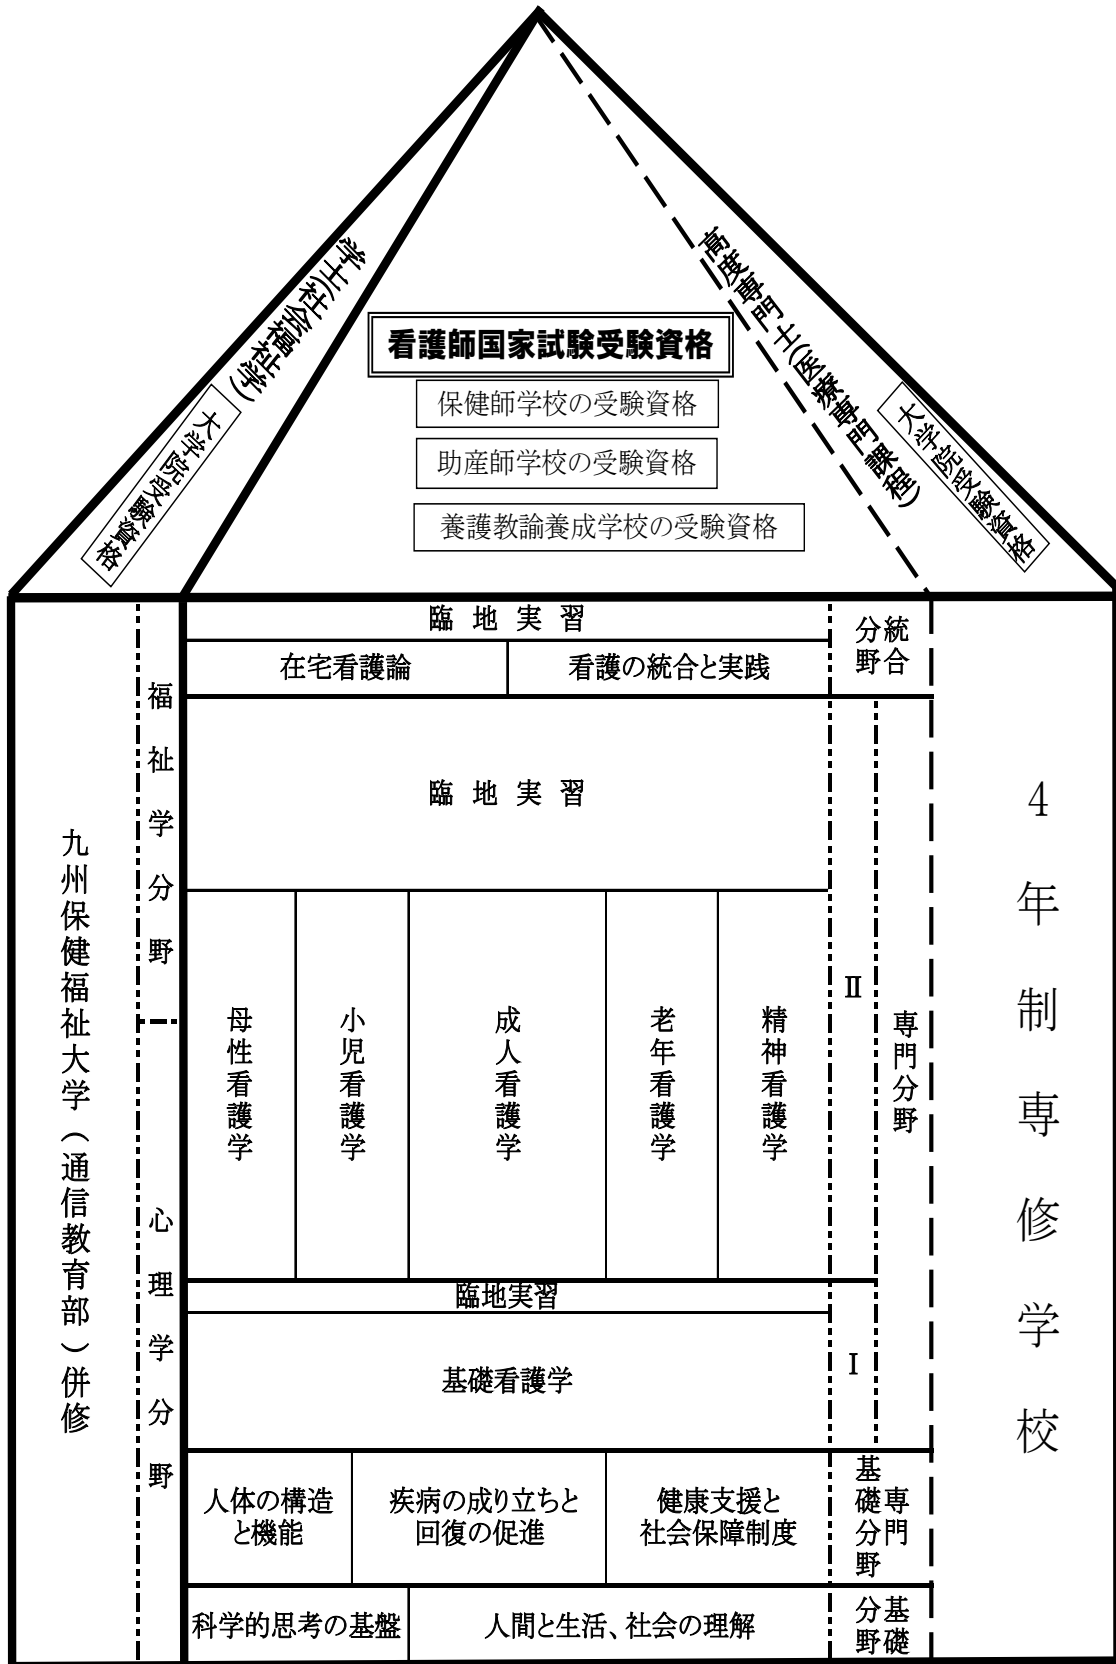 学士(社会福祉学)
大学院受験資格
看護師国家試験受験資格
保健師学校の受験資格
助産師学校の受験資格
養護教諭養成学校の受験資格
高度専門士(医療専門課程)
大学院受験資格
九州保健福祉大学(通信教育部)併修
福祉学分野
心理学分野
臨地実習
在宅看護論
看護の統合と実践
統合
分野
臨地実習
母性看護学
小児看護学
成人看護学
老年看護学
精神看護学
Ⅱ
専門分野
臨地実習
基礎看護学
Ⅰ
人体の構造
と機能
疾病の成り立ちと
回復の促進
健康支援と
社会保障制度
専門
基礎分野
科学的思考の基盤
人間と生活、社会の理解
基礎
分野
4年制専修学校